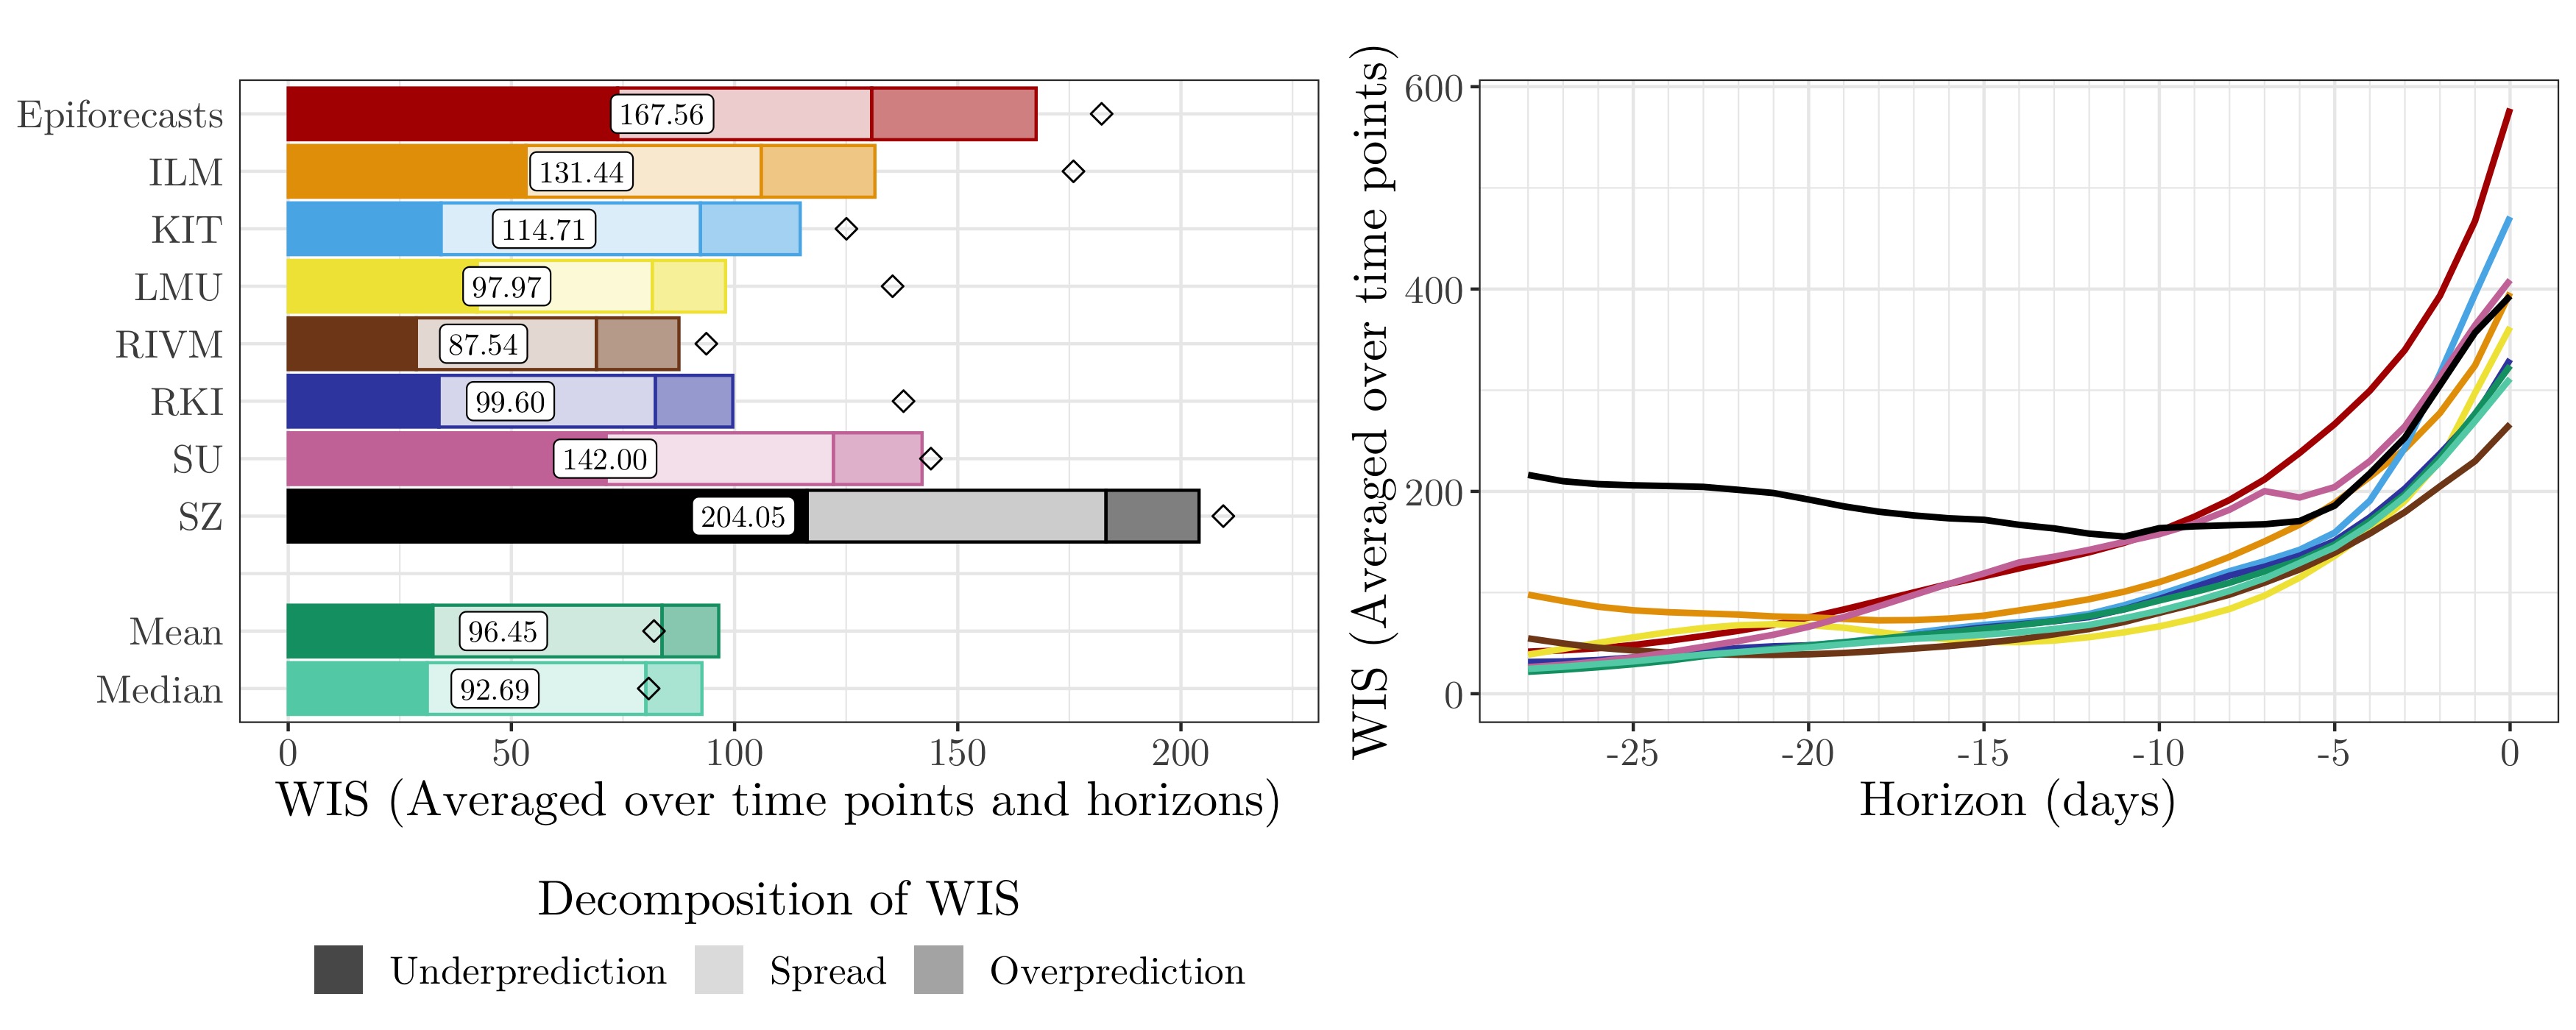 Epiforecasts
167.56
ILM
131.44
KIT
114.71
LMU
97.97
RIVM
87.54
RKI
99.60
SU
142.00
SZ
204.05
Mean
96.45
Median
92.69
0 50 100 150 200
WIS (Averaged over time points and horizons)
Decomposition of WIS
Underprediction Spread Overprediction
WIS (Averaged over time points)
600
400
200
0
-25 -20 -15 -10 -5 0
Horizon (days)